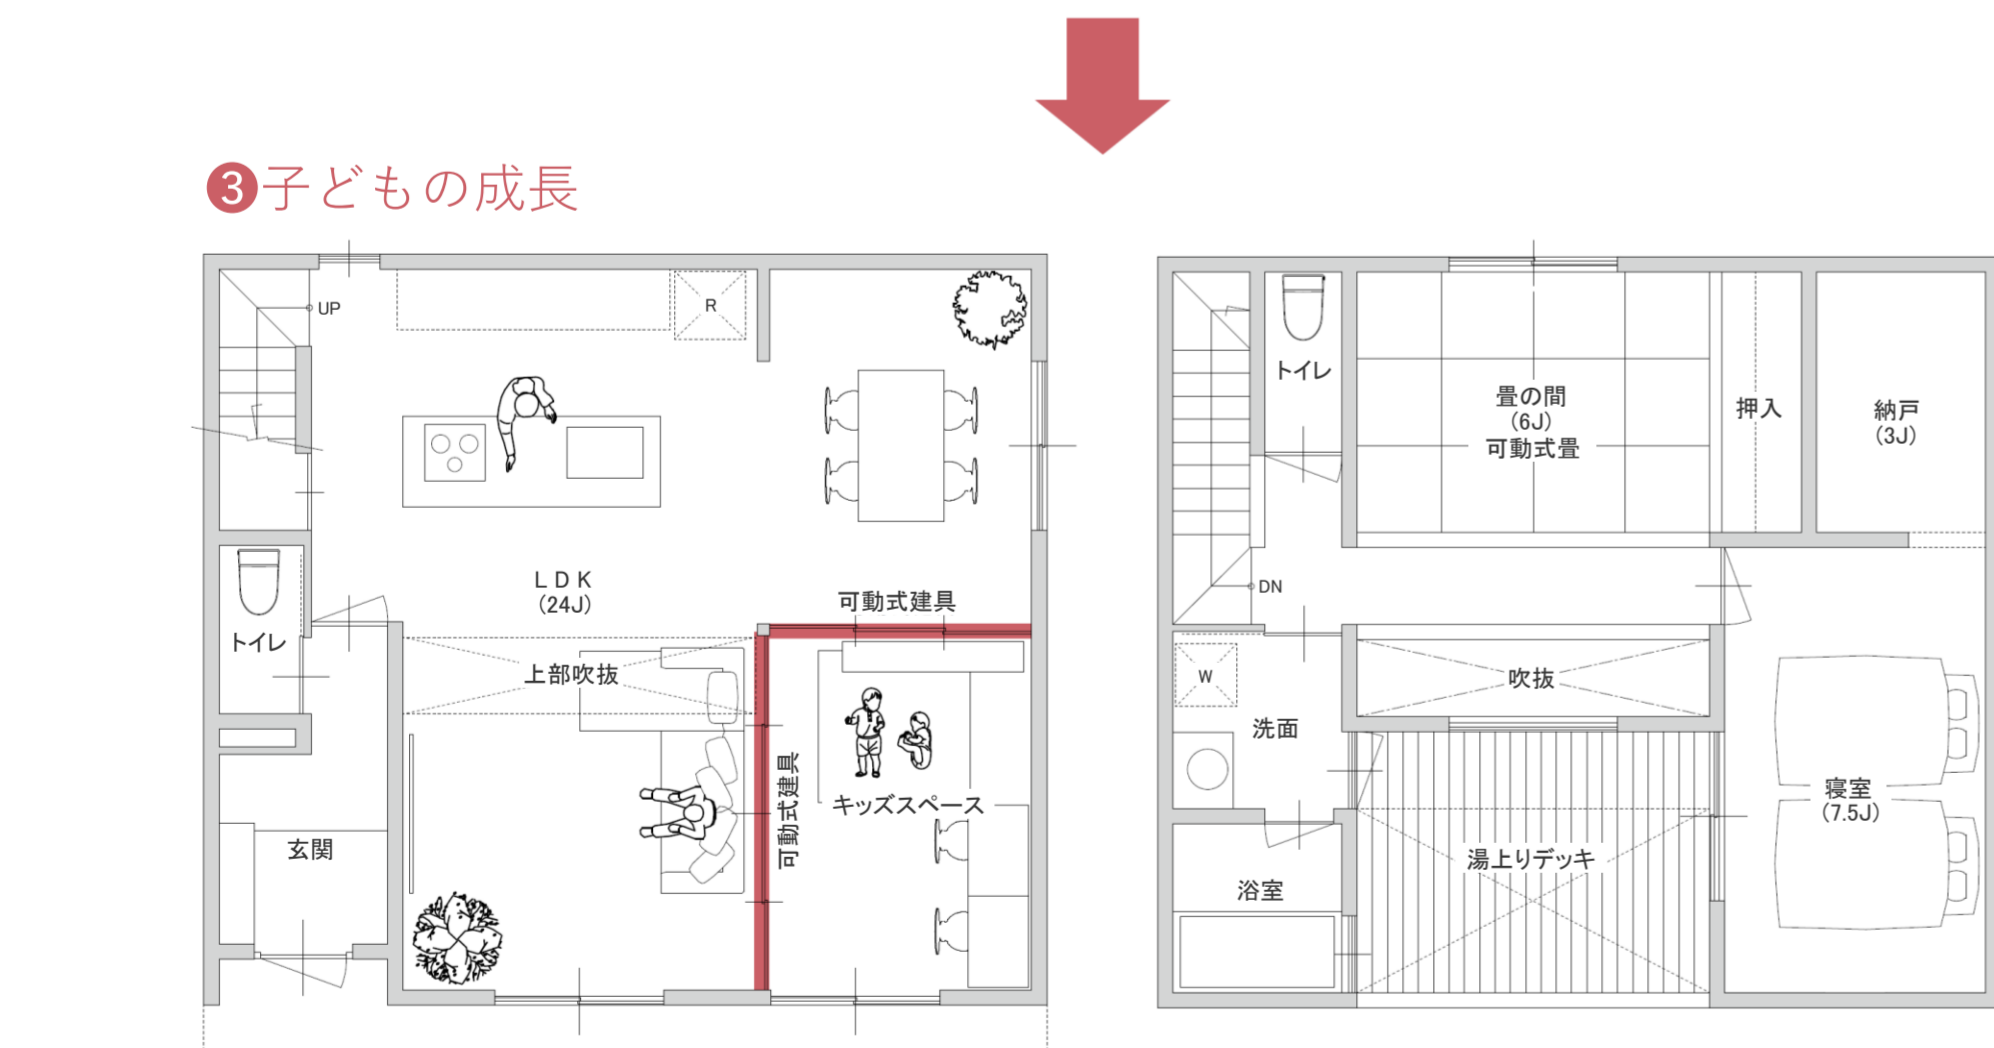 ❸子どもの成長
UP
R
LDK
(24J)
可動式建具
トイレ
上部吹抜
可動式建具
キッズスペース
玄関
トイレ
畳の間
(6J)
可動式畳
押入
納戸
(3J)
DN
W
吹抜
洗面
寝室
(7.5J)
湯上りデッキ
浴室